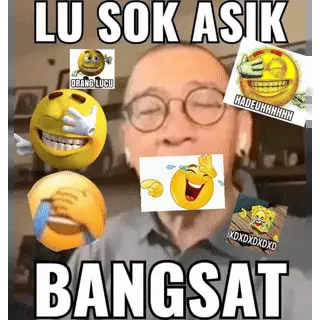 LU SOK ASIK
ORANG LUCU
HADEUHHHHHH
XDXDXDXDXD
BANGSAT